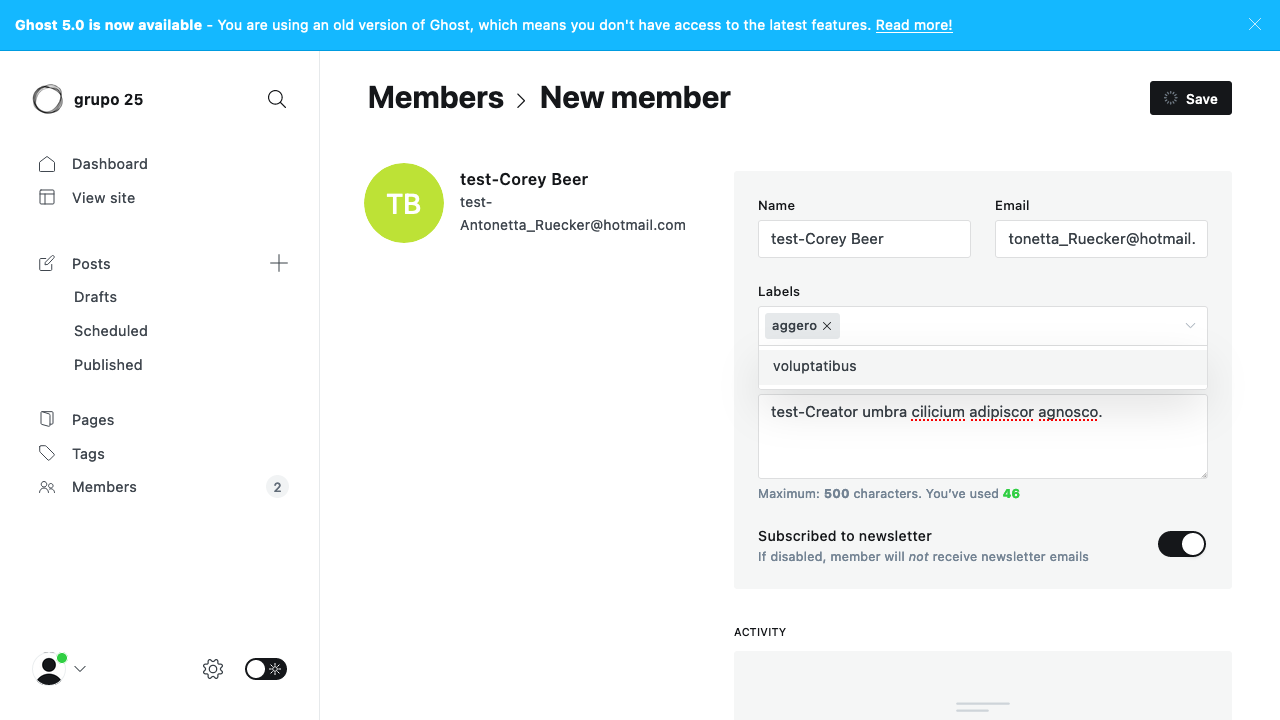 Ghost 5.0 is now available - You are using an old version of Ghost, which means you don't have access to the latest features. Read more!
grupo 25
Dashboard
View site
Posts
Drafts
Scheduled
Published
Pages
Tags
Members 2
Members > New member
Save
TB
test-Corey Beer
test-
Antonetta_Ruecker@hotmail.com
Name
test-Corey Beer
Email
tonetta_Ruecker@hotmail.
Labels
aggero ×
voluptatibus
test-Creator umbra cilicium adipiscor agnosco.
Maximum: 500 characters. You've used 46
Subscribed to newsletter
If disabled, member will not receive newsletter emails
ACTIVITY